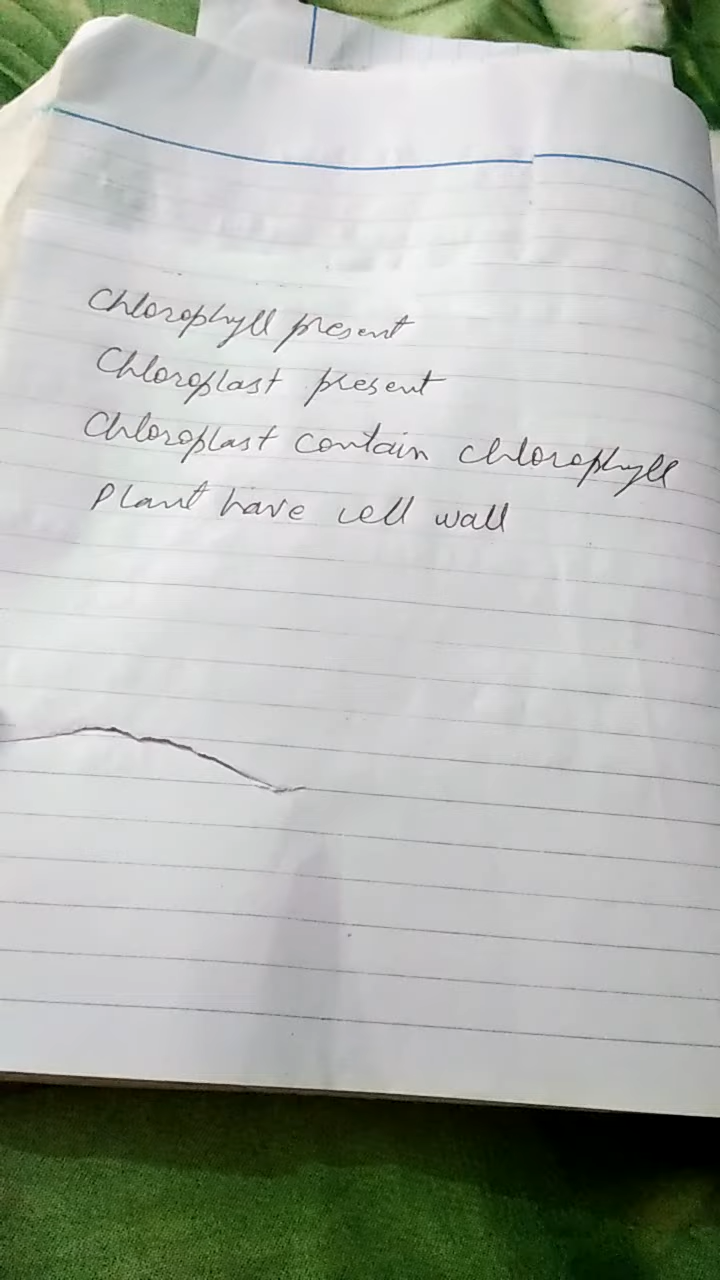 Chlorophyll present
Chloroplast present
Chloroplast contain chlorophyll
Plant have cell wall